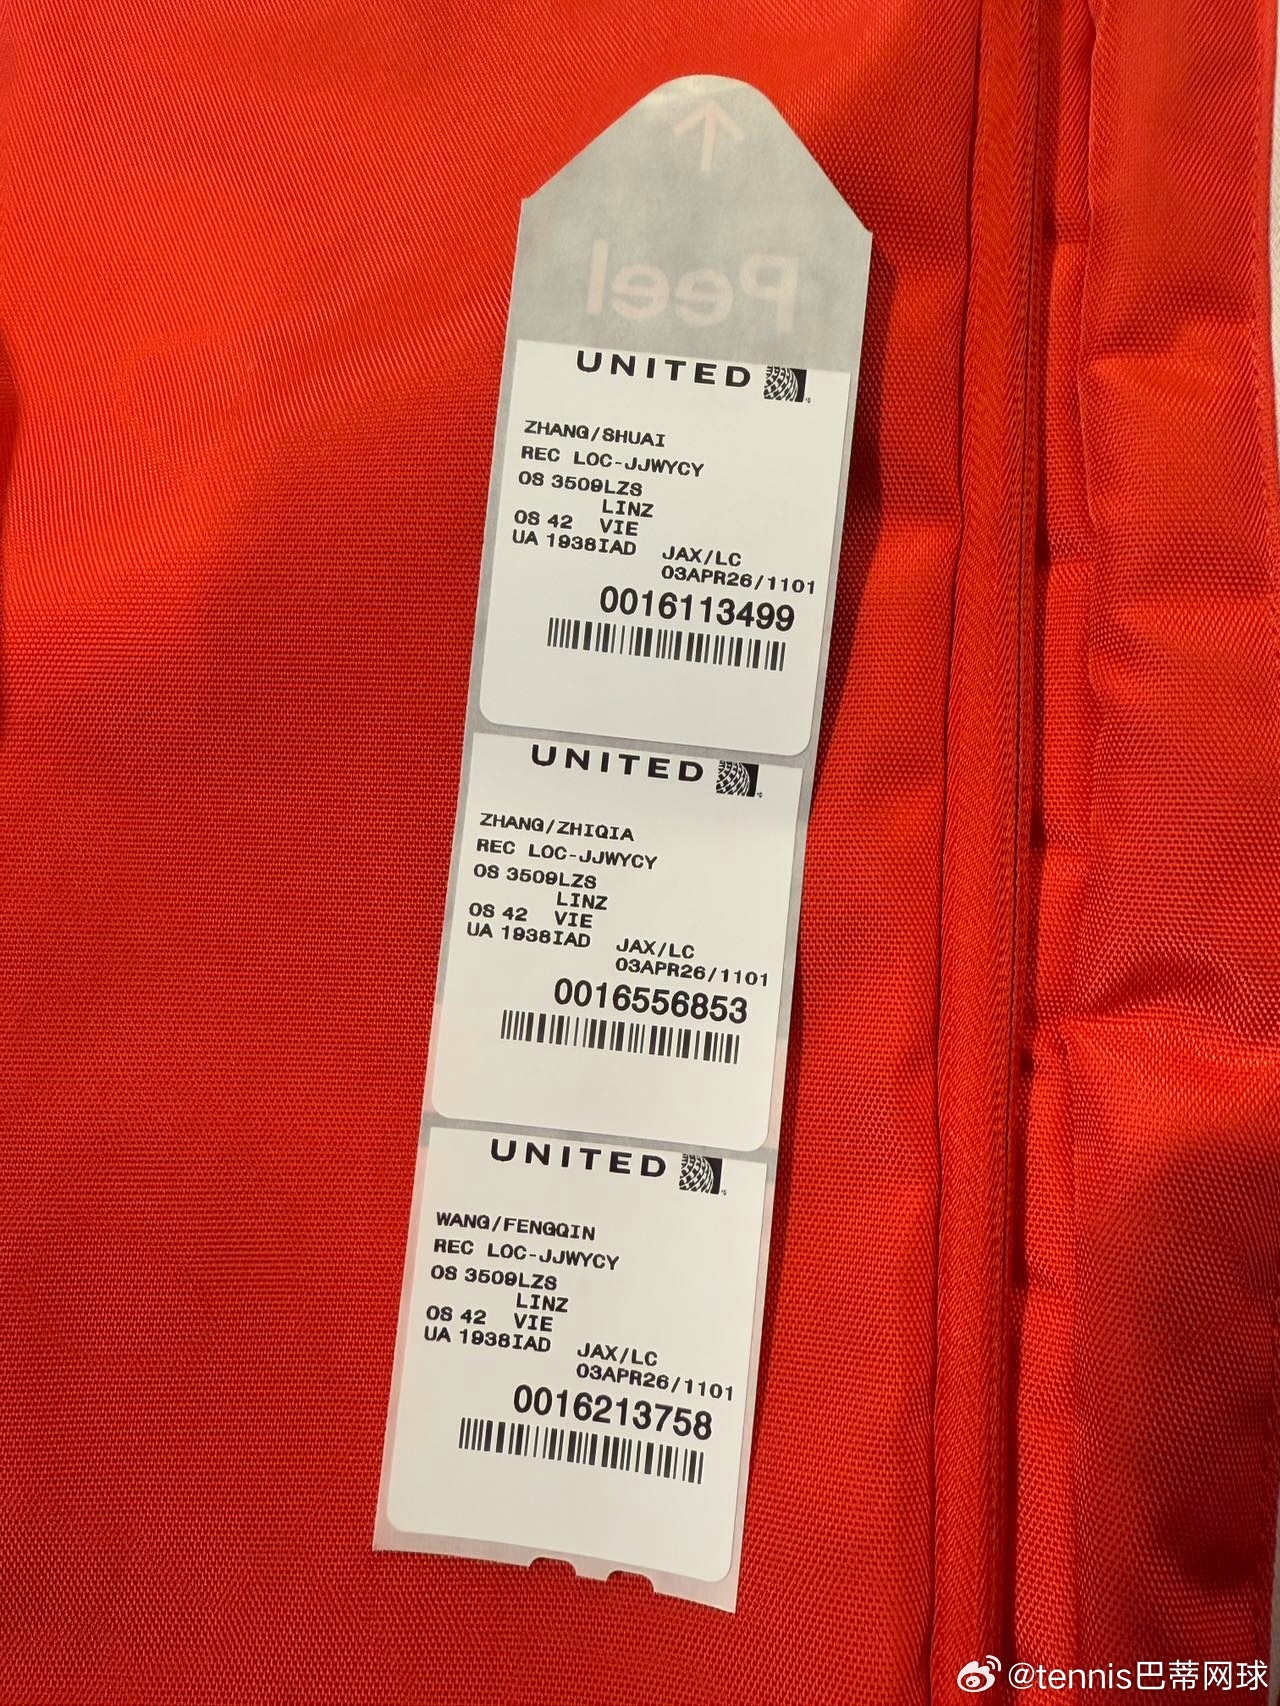 Peel
UNITED
ZHANG/SHUAI
REC LOC-JJWYCY
OS 3509LZS
LINZ
OS 42 VIE
UA 1938IAD JAX/LC
03APR26/1101
0016113499
UNITED
ZHANG/ZHIQIA
REC LOC-JJWYCY
OS 3509LZS
LINZ
OS 42 VIE
UA 1938IAD JAX/LC
03APR26/1101
0016556853
UNITED
WANG/FENGQIN
REC LOC-JJWYCY
OS 3509LZS
LINZ
OS 42 VIE
UA 1938IAD JAX/LC
03APR26/1101
0016213758
@tennis巴蒂网球